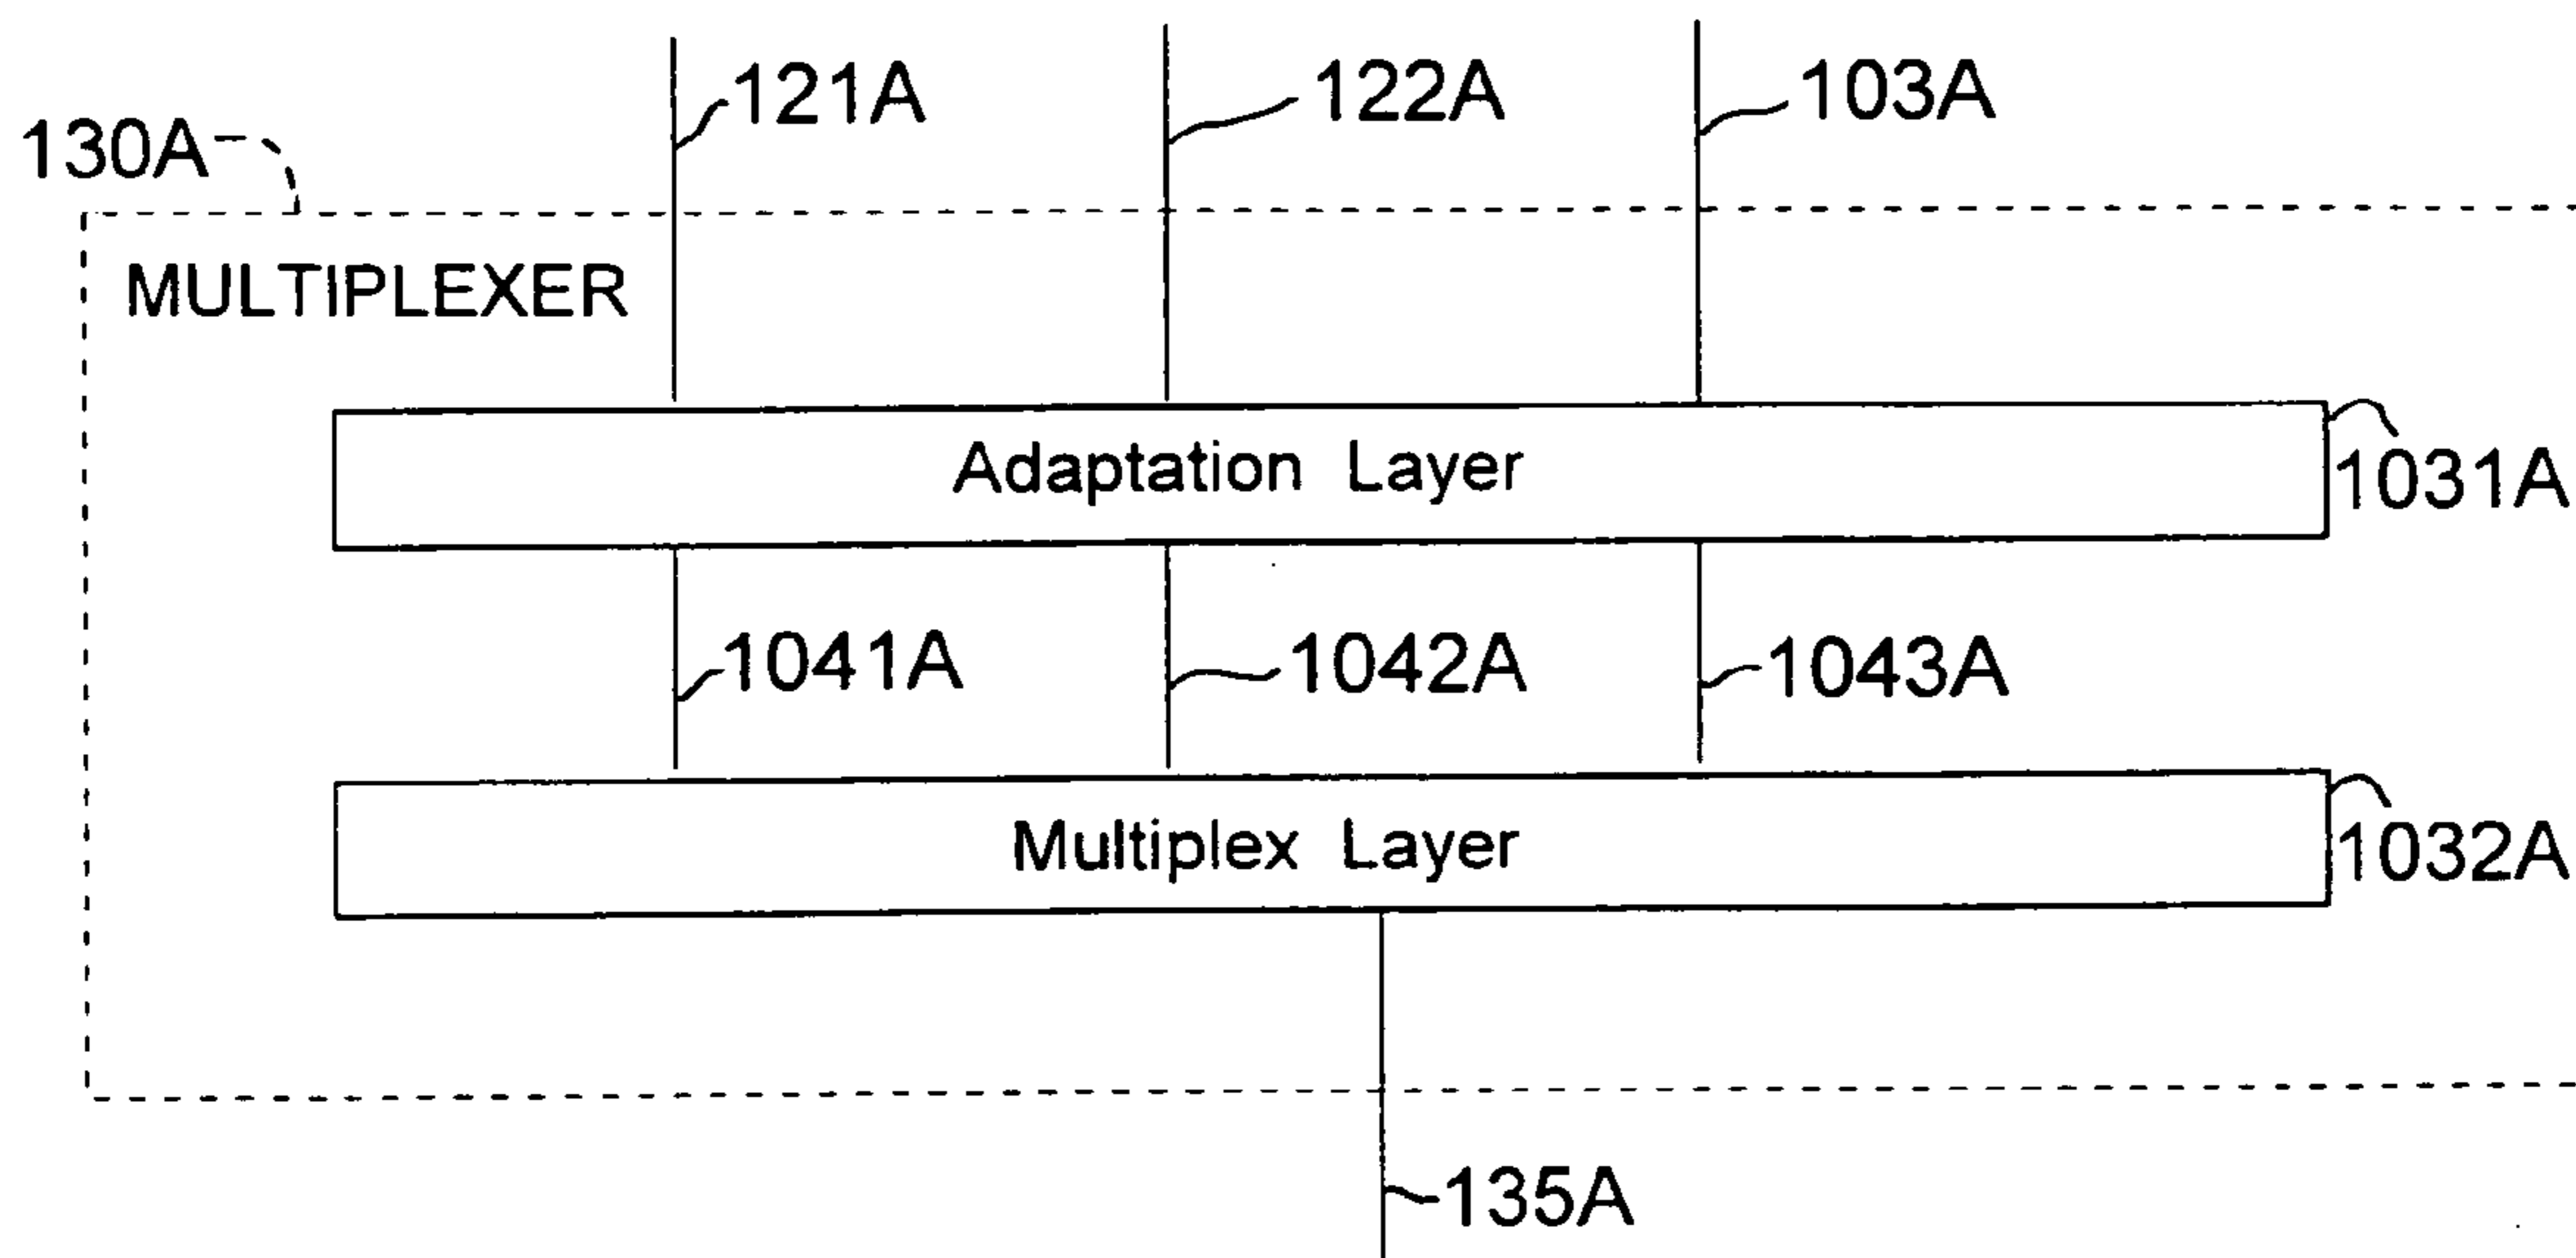 121A
122A
103A
130A
MULTIPLEXER
Adaptation Layer
1031A
1041A
1042A
1043A
Multiplex Layer
1032A
135A